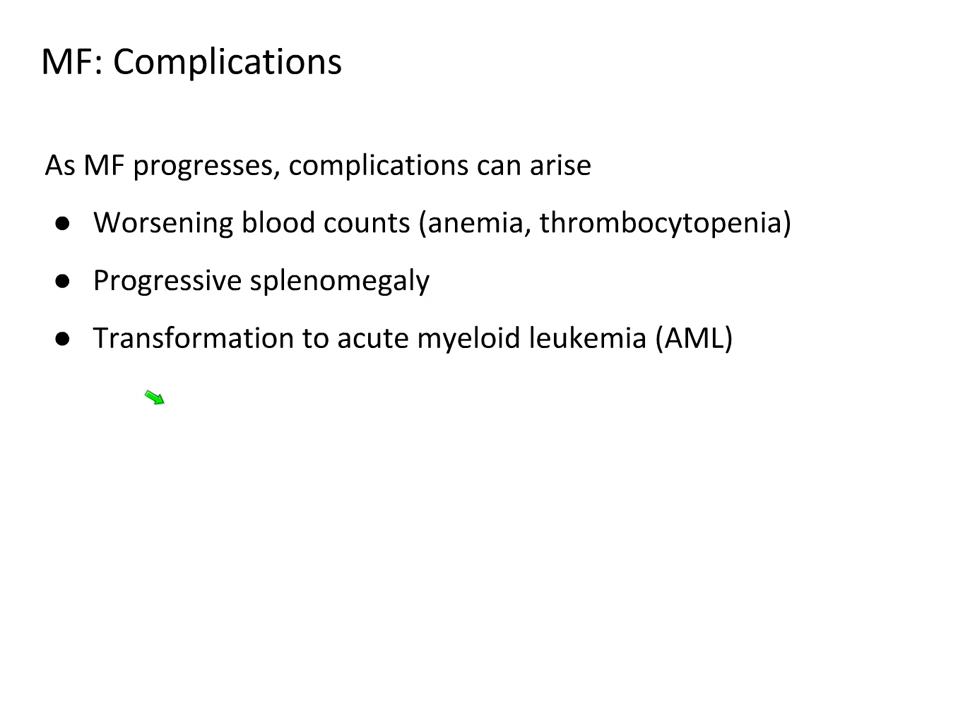 MF: Complications
As MF progresses, complications can arise
● Worsening blood counts (anemia, thrombocytopenia)
● Progressive splenomegaly
● Transformation to acute myeloid leukemia (AML)